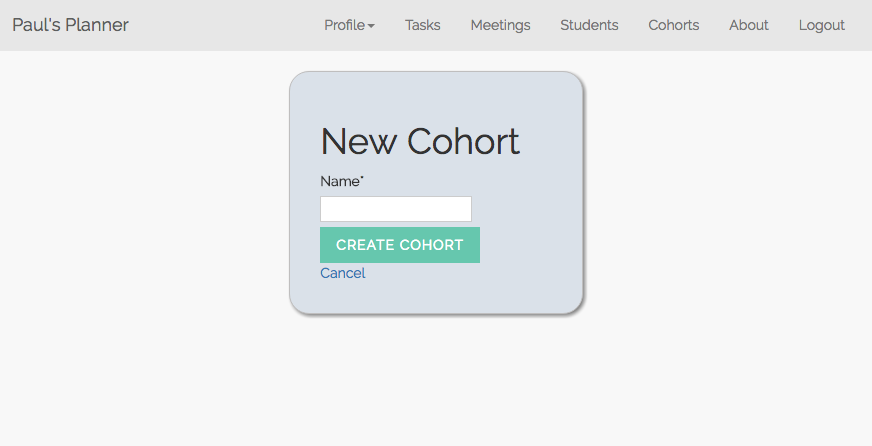 Paul's Planner Profile Tasks Meetings Students Cohorts About Logout
New Cohort
Name*
CREATE COHORT
Cancel